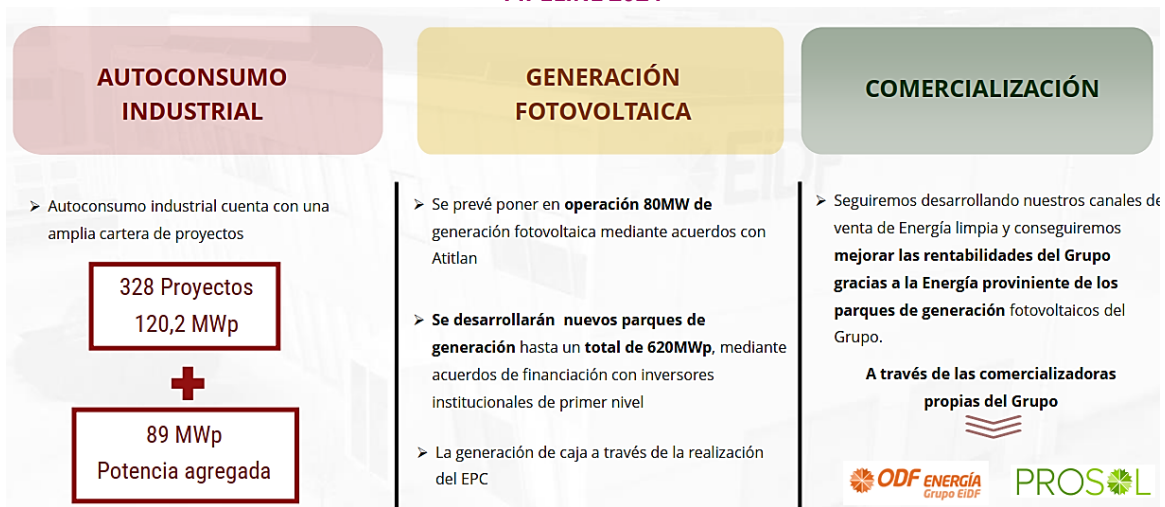 AUTOCONSUMO
INDUSTRIAL
➢ Autoconsumo industrial cuenta con una
amplia cartera de proyectos
328 Proyectos
120,2 MWp
+
89 MWp
Potencia agregada
GENERACIÓN
FOTOVOLTAICA
➢ Se prevé poner en operación 80MW de
generación fotovoltaica mediante acuerdos con
Atitlan
➢ Se desarrollarán nuevos parques de
generación hasta un total de 620MWp, mediante
acuerdos de financiación con inversores
institucionales de primer nivel
➢ La generación de caja a través de la realización
del EPC
COMERCIALIZACIÓN
➢ Seguiremos desarrollando nuestros canales de
venta de Energía limpia y conseguiremos
mejorar las rentabilidades del Grupo
gracias a la Energía proviniente de los
parques de generación fotovoltaicos del
Grupo.
A través de las comercializadoras
propias del Grupo
ODF ENERGÍA
Grupo EiDF
PROSOL
EiDF